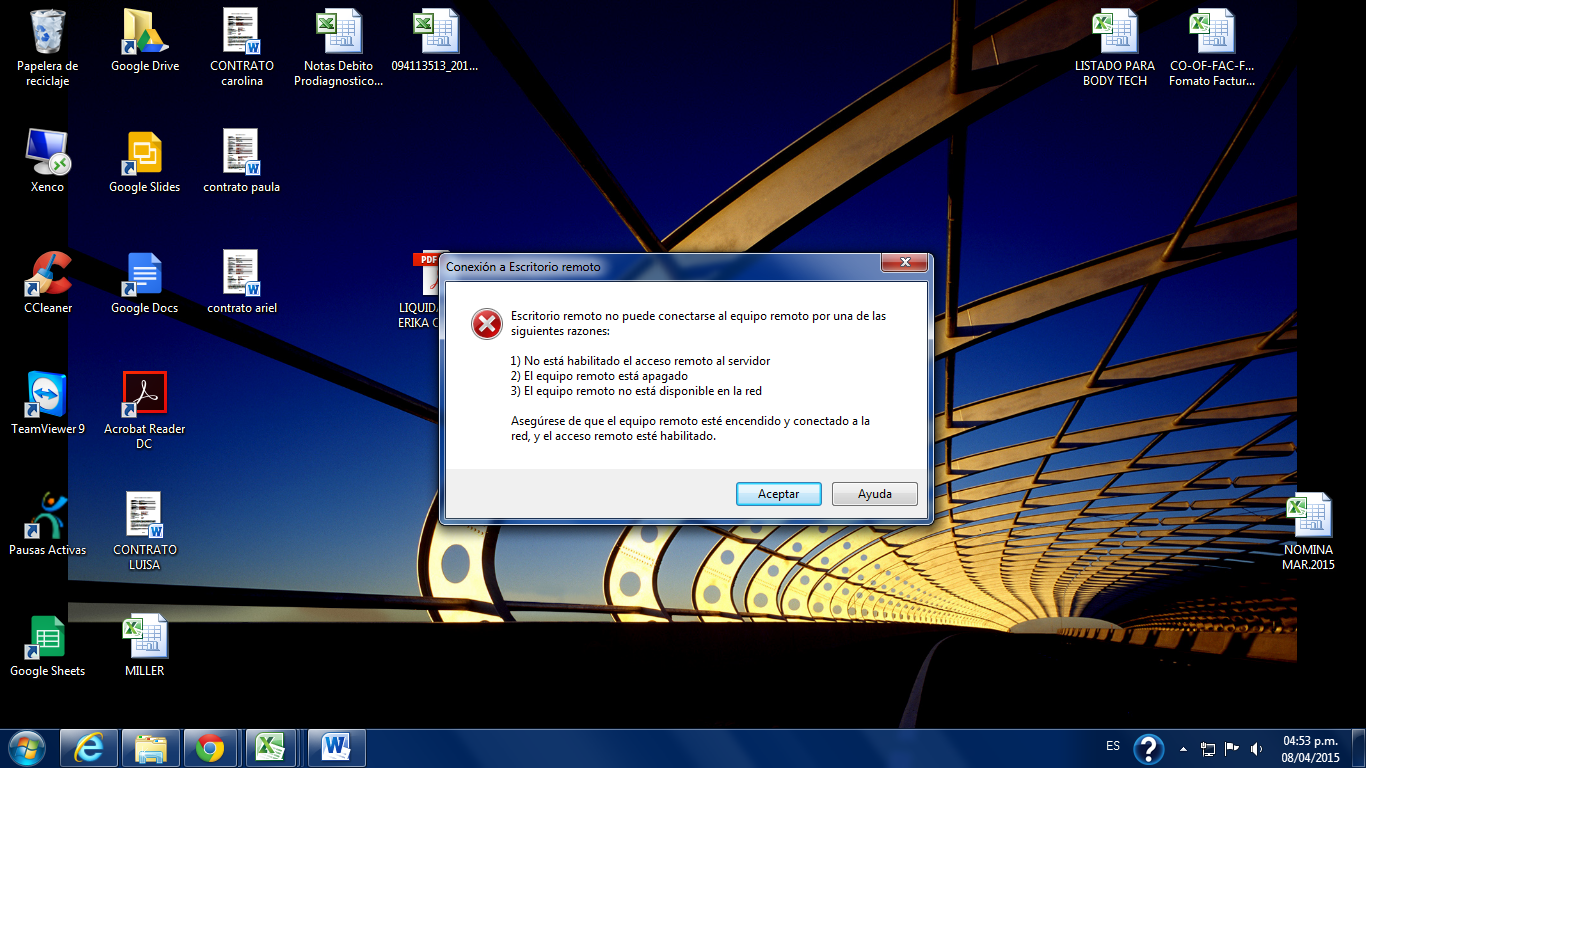 Papelera de
reciclaje
Google Drive
CONTRATO
carolina
Notas Debito
Prodiagnostico...
094113513_201...
LISTADO PARA
BODY TECH
CO-OF-FAC-F...
Fomato Factur...
Xenco
Google Slides
contrato paula
CCleaner
Google Docs
contrato ariel
PDF
LIQUID
ERIKA
Conexión a Escritorio remoto
Escritorio remoto no puede conectarse al equipo remoto por una de las
siguientes razones:
1) No está habilitado el acceso remoto al servidor
2) El equipo remoto está apagado
3) El equipo remoto no está disponible en la red
Asegúrese de que el equipo remoto esté encendido y conectado a la
red, y el acceso remoto esté habilitado.
Aceptar
Ayuda
TeamViewer 9
Acrobat Reader
DC
Pausas Activas
CONTRATO
LUISA
NOMINA
MAR.2015
Google Sheets
MILLER
ES
04:53 p.m.
08/04/2015